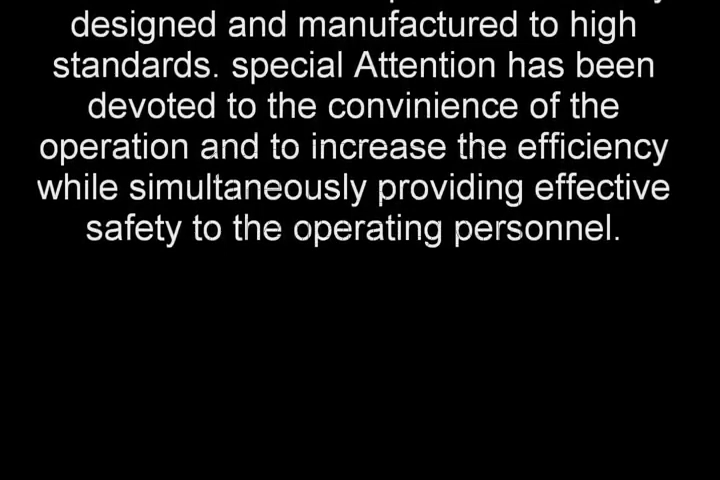 designed and manufactured to high
standards. special Attention has been
devoted to the convinience of the
operation and to increase the efficiency
while simultaneously providing effective
safety to the operating personnel.